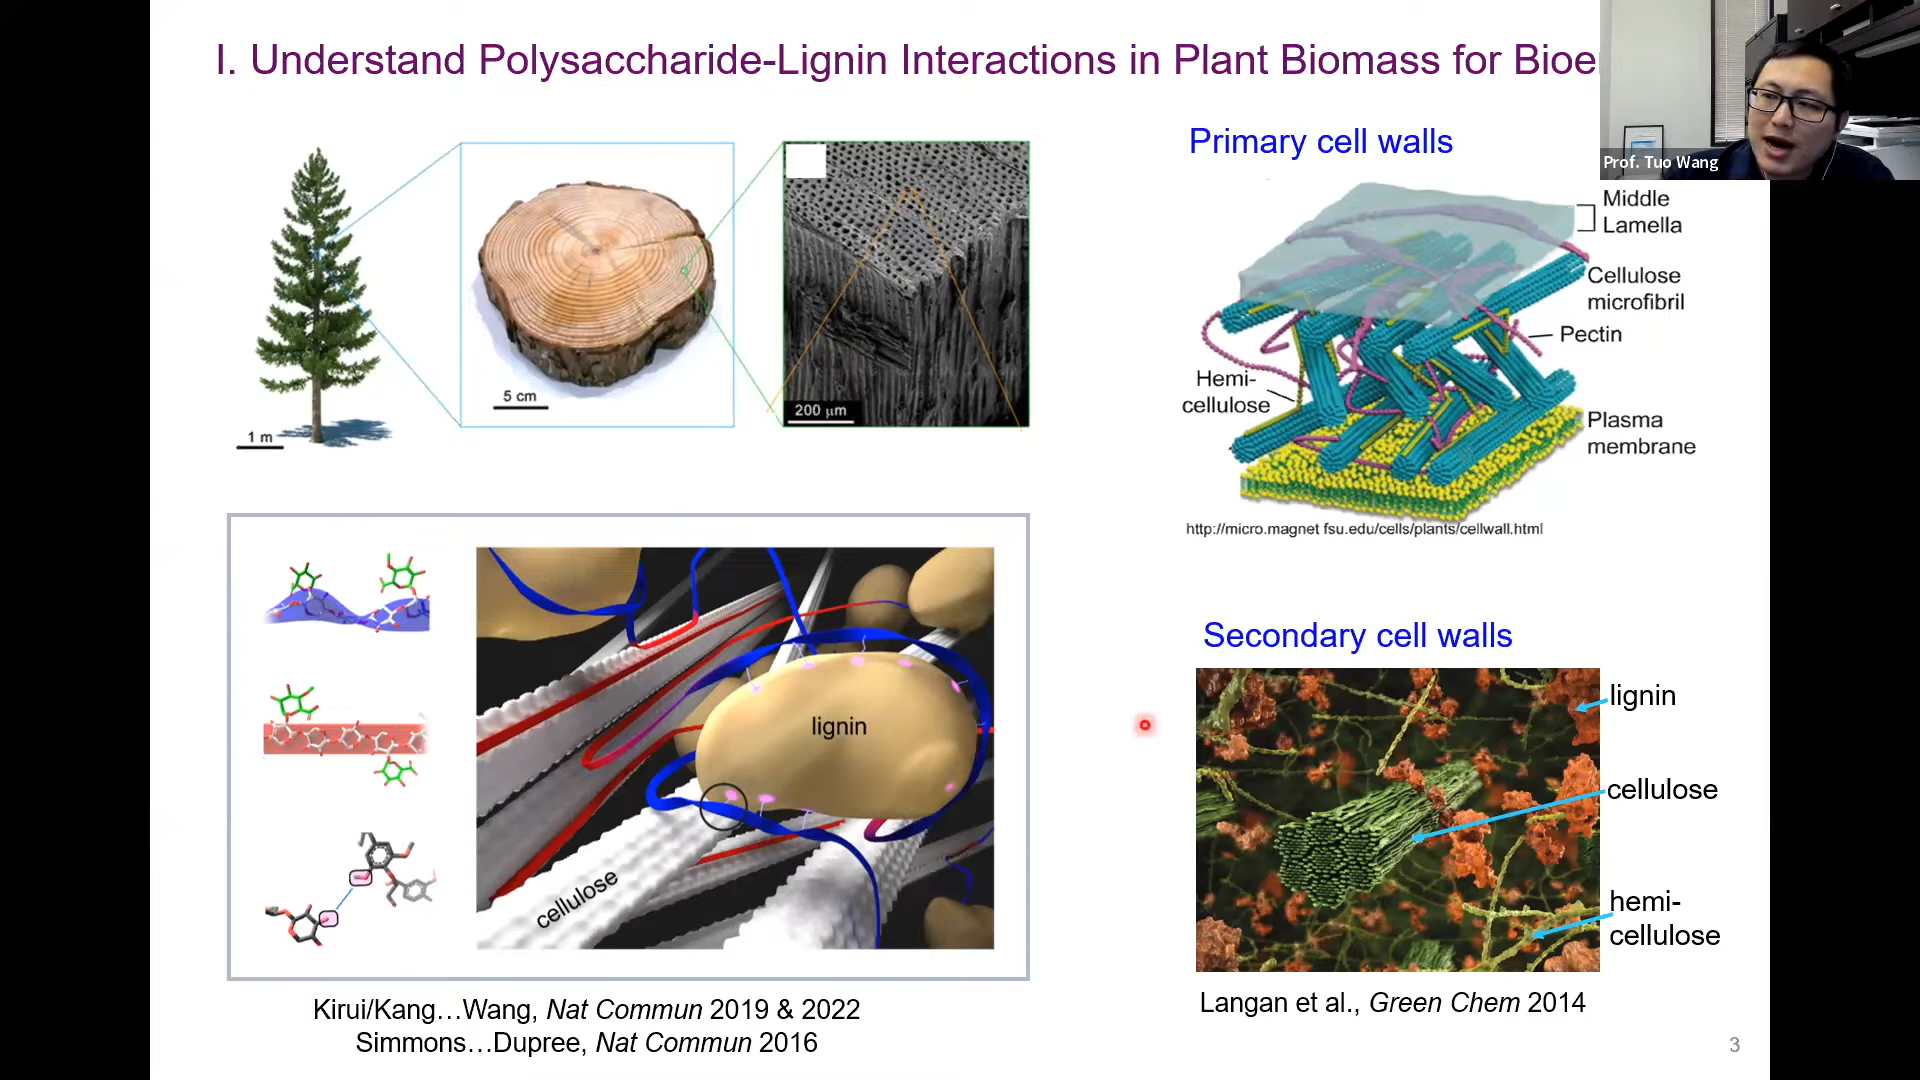 I. Understand Polysaccharide-Lignin Interactions in Plant Biomass for
Prof. Tuo Wang
1 m
5 cm
200 μm
Primary cell walls
Middle
Lamella
Cellulose
microfibril
Pectin
Hemi-
cellulose
Plasma
membrane
http://micro.magnet fsu.edu/cells/plants/cellwall.html
lignin
cellulose
Kirui/Kang…Wang, Nat Commun 2019 & 2022
Simmons…Dupree, Nat Commun 2016
Secondary cell walls
lignin
cellulose
hemi-
cellulose
Langan et al., Green Chem 2014
3